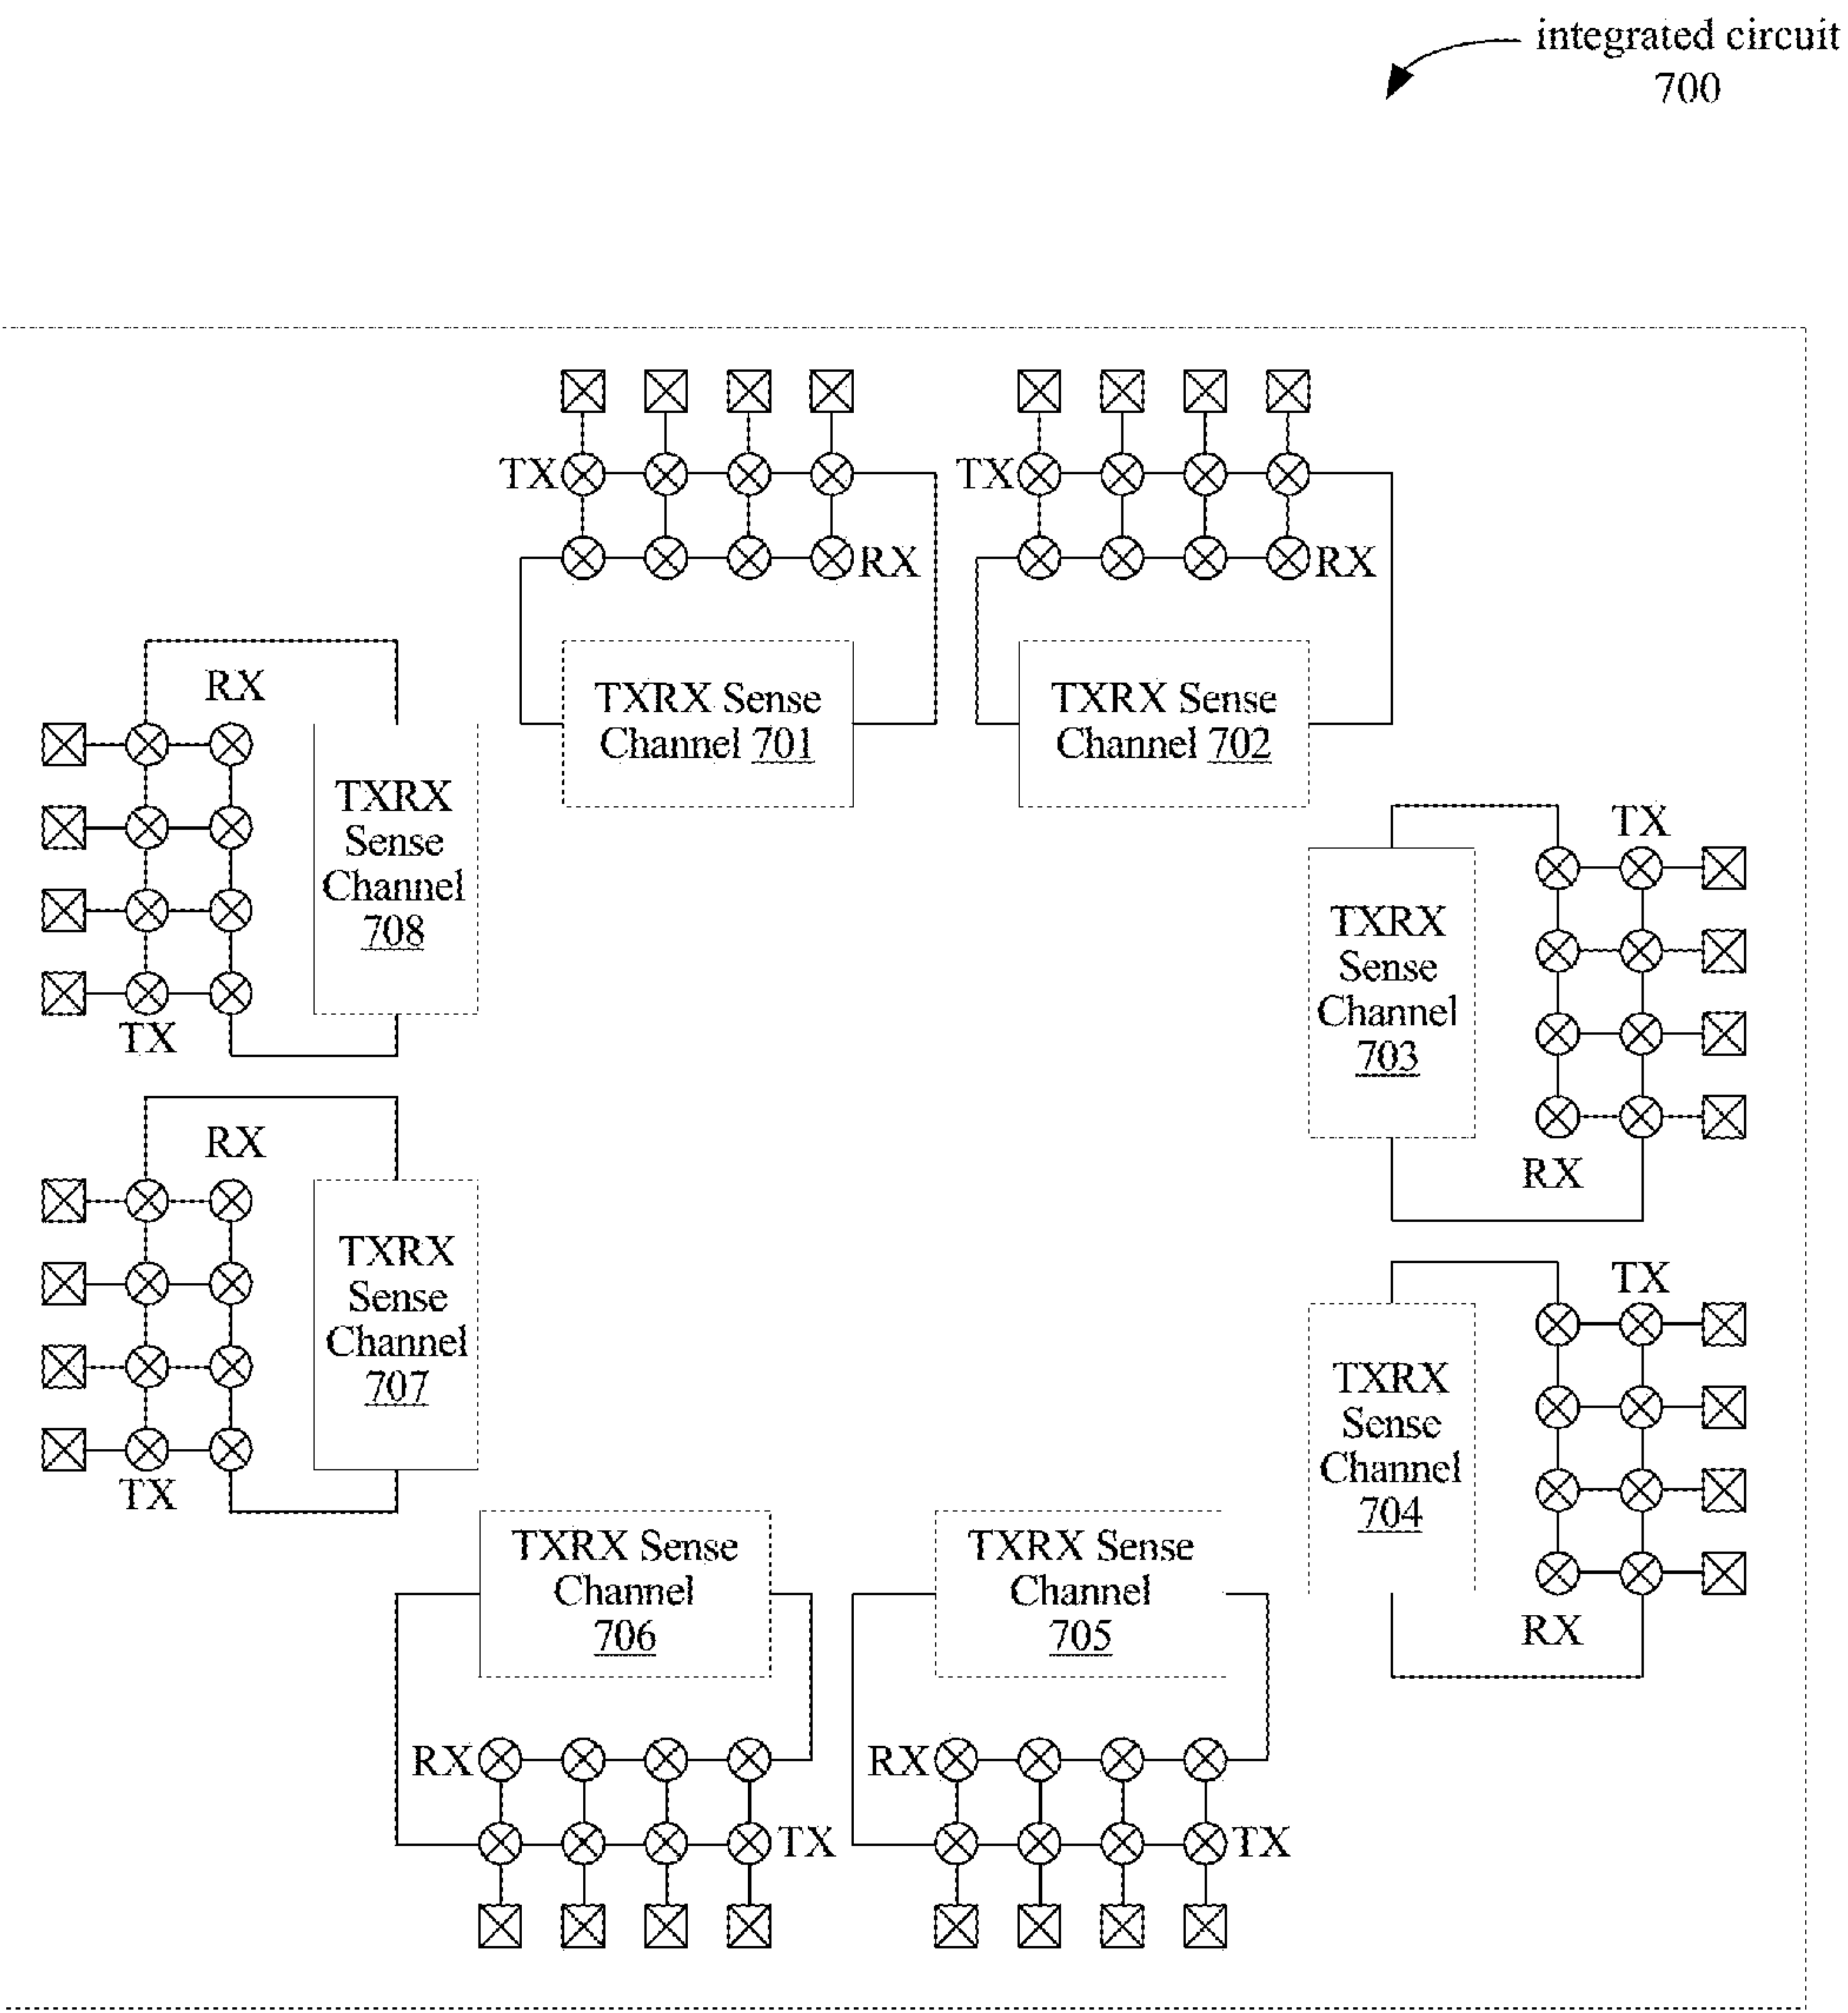 integrated circuit
700
TX
RX
TXRX Sense
Channel 701
TX
RX
TXRX Sense
Channel 702
RX
TXRX
Sense
Channel
708
TX
TX
TXRX
Sense
Channel
703
RX
RX
TXRX
Sense
Channel
707
TX
TX
TXRX
Sense
Channel
704
RX
TXRX Sense
Channel
706
RX
TX
TXRX Sense
Channel
705
RX
TX